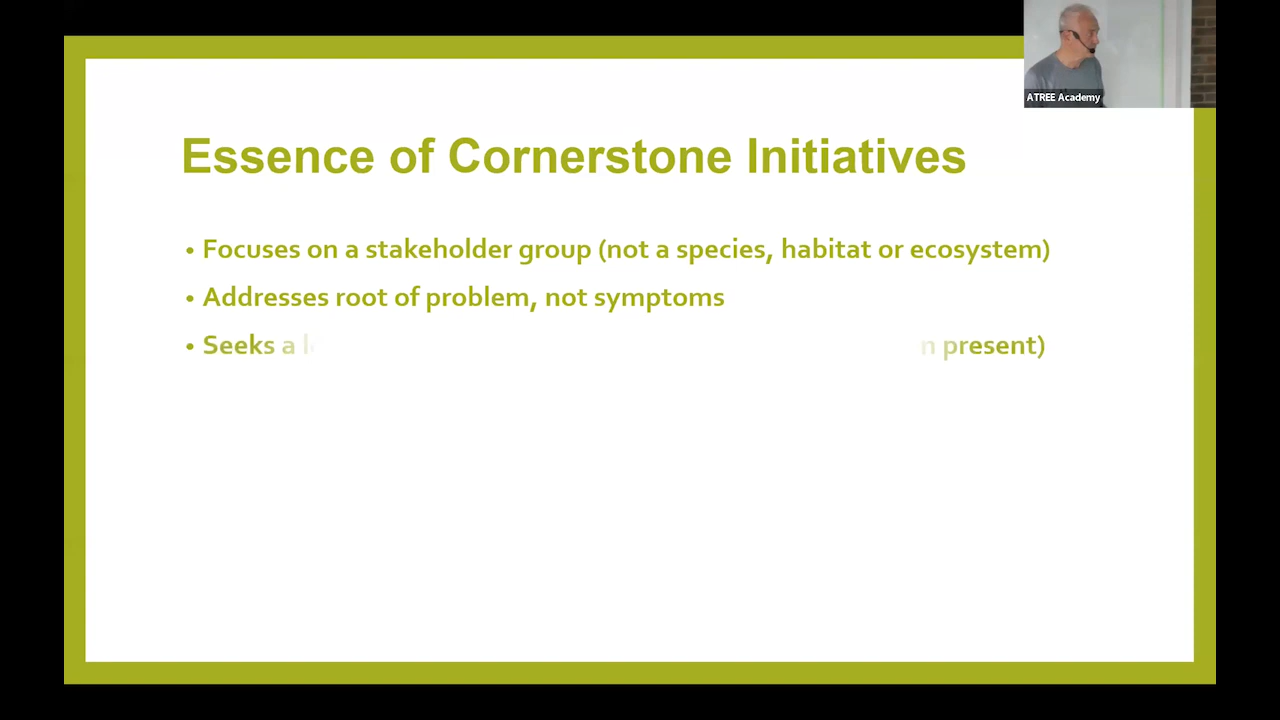 ATREE Academy
Essence of Cornerstone Initiatives
• Focuses on a stakeholder group (not a species, habitat or ecosystem)
• Addresses root of problem, not symptoms
• Seeks a present)